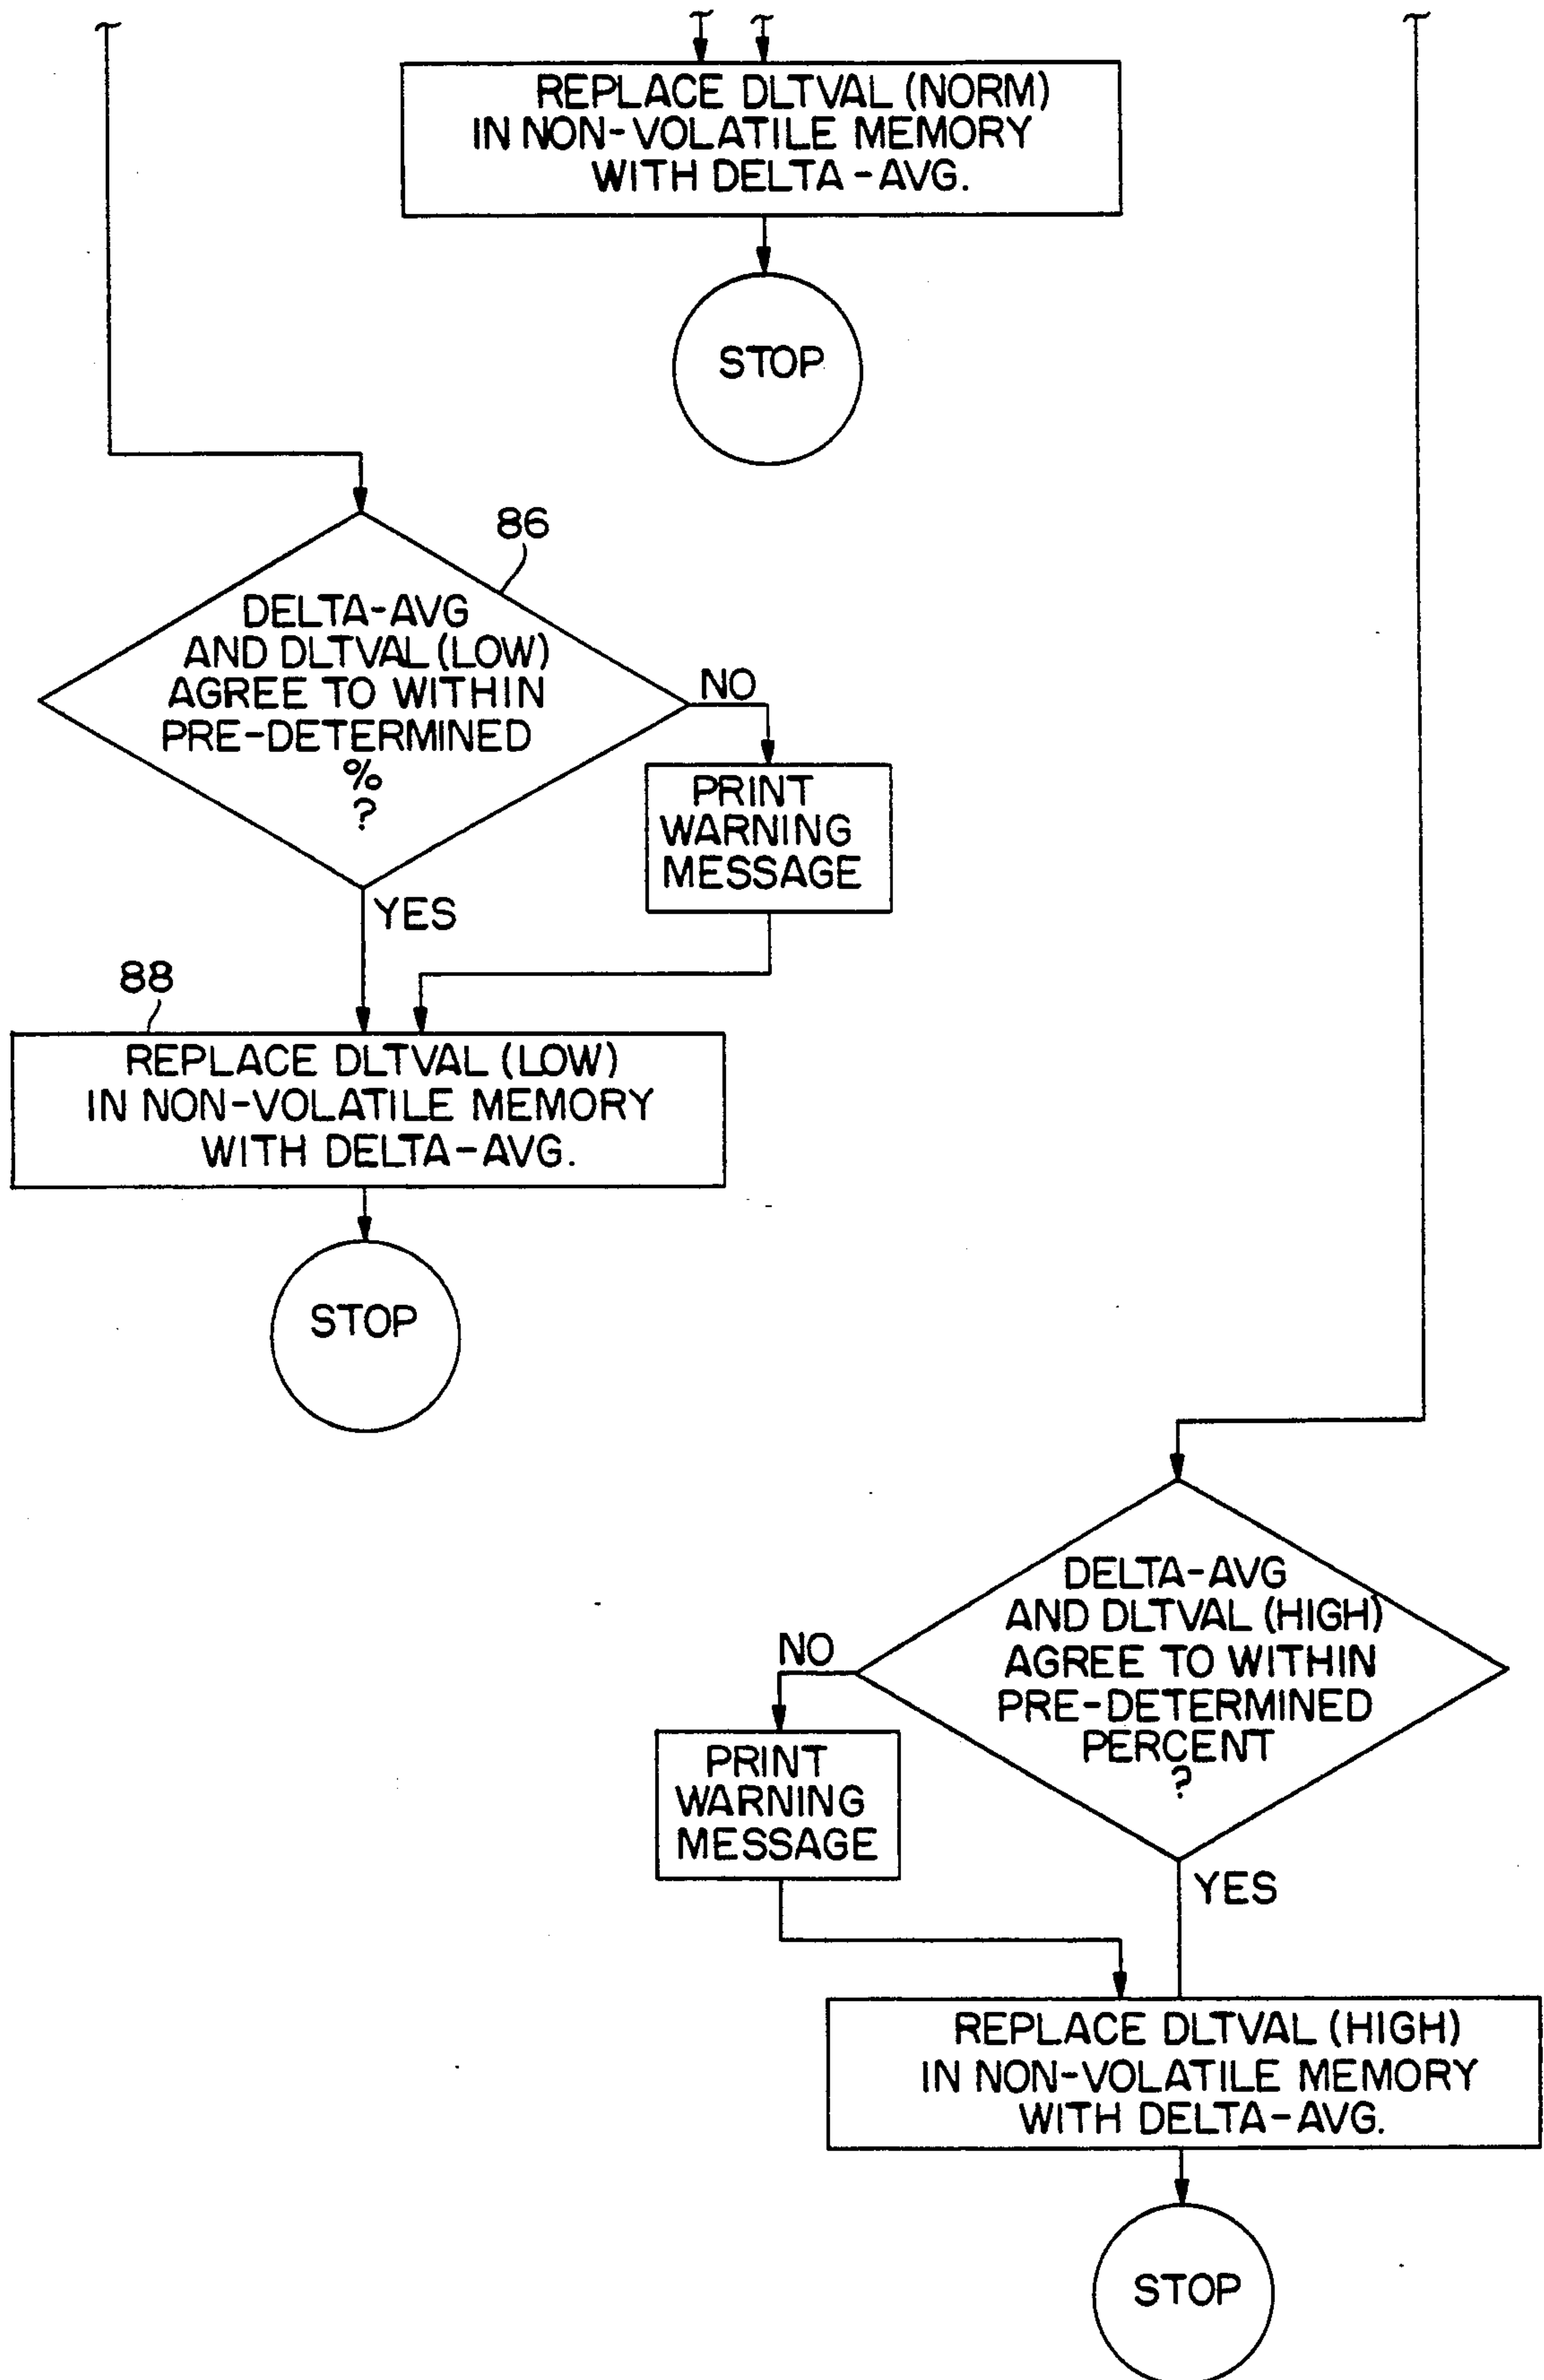 REPLACE DLTVAL (NORM)
IN NON-VOLATILE MEMORY
WITH DELTA-AVG.
STOP
86
DELTA-AVG
AND DLTVAL (LOW)
AGREE TO WITHIN
PRE-DETERMINED
%
?
NO
PRINT
WARNING
MESSAGE
YES
88
REPLACE DLTVAL (LOW)
IN NON-VOLATILE MEMORY
WITH DELTA-AVG.
STOP
DELTA-AVG
AND DLTVAL (HIGH)
AGREE TO WITHIN
PRE-DETERMINED
PERCENT
?
NO
PRINT
WARNING
MESSAGE
YES
REPLACE DLTVAL (HIGH)
IN NON-VOLATILE MEMORY
WITH DELTA-AVG.
STOP